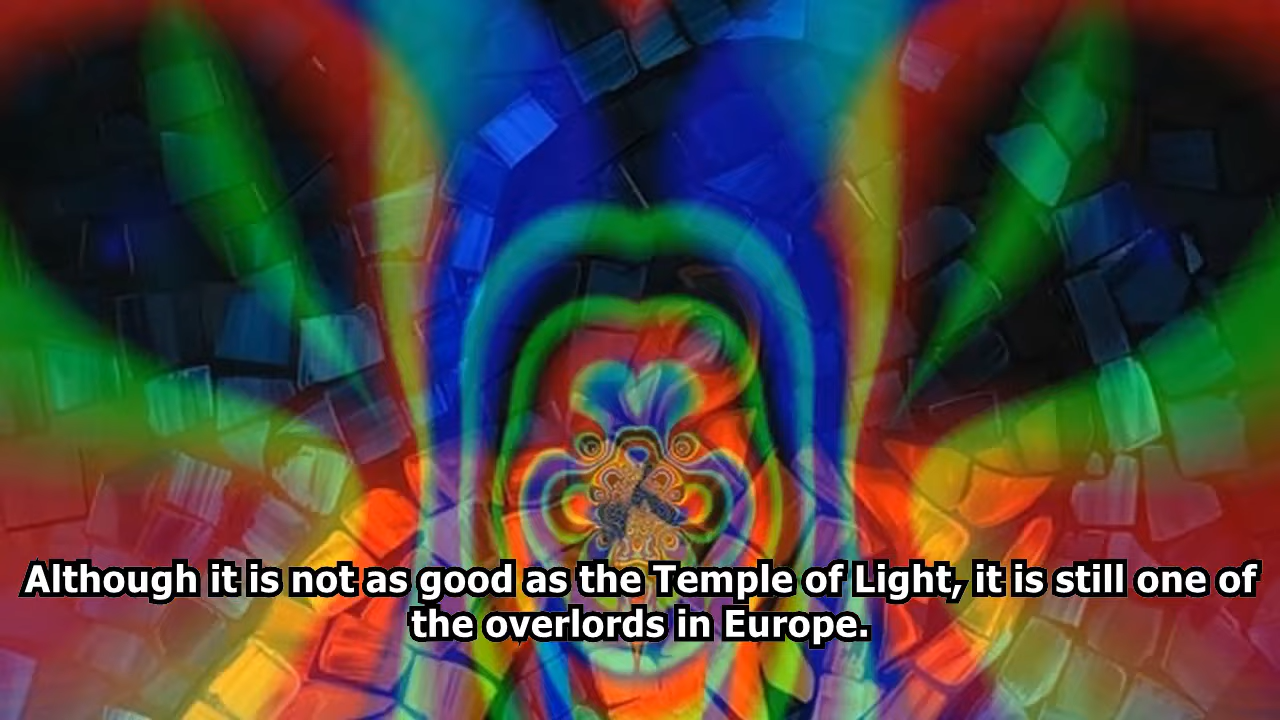 Although it is not as good as the Temple of Light, it is still one of
the overlords in Europe.